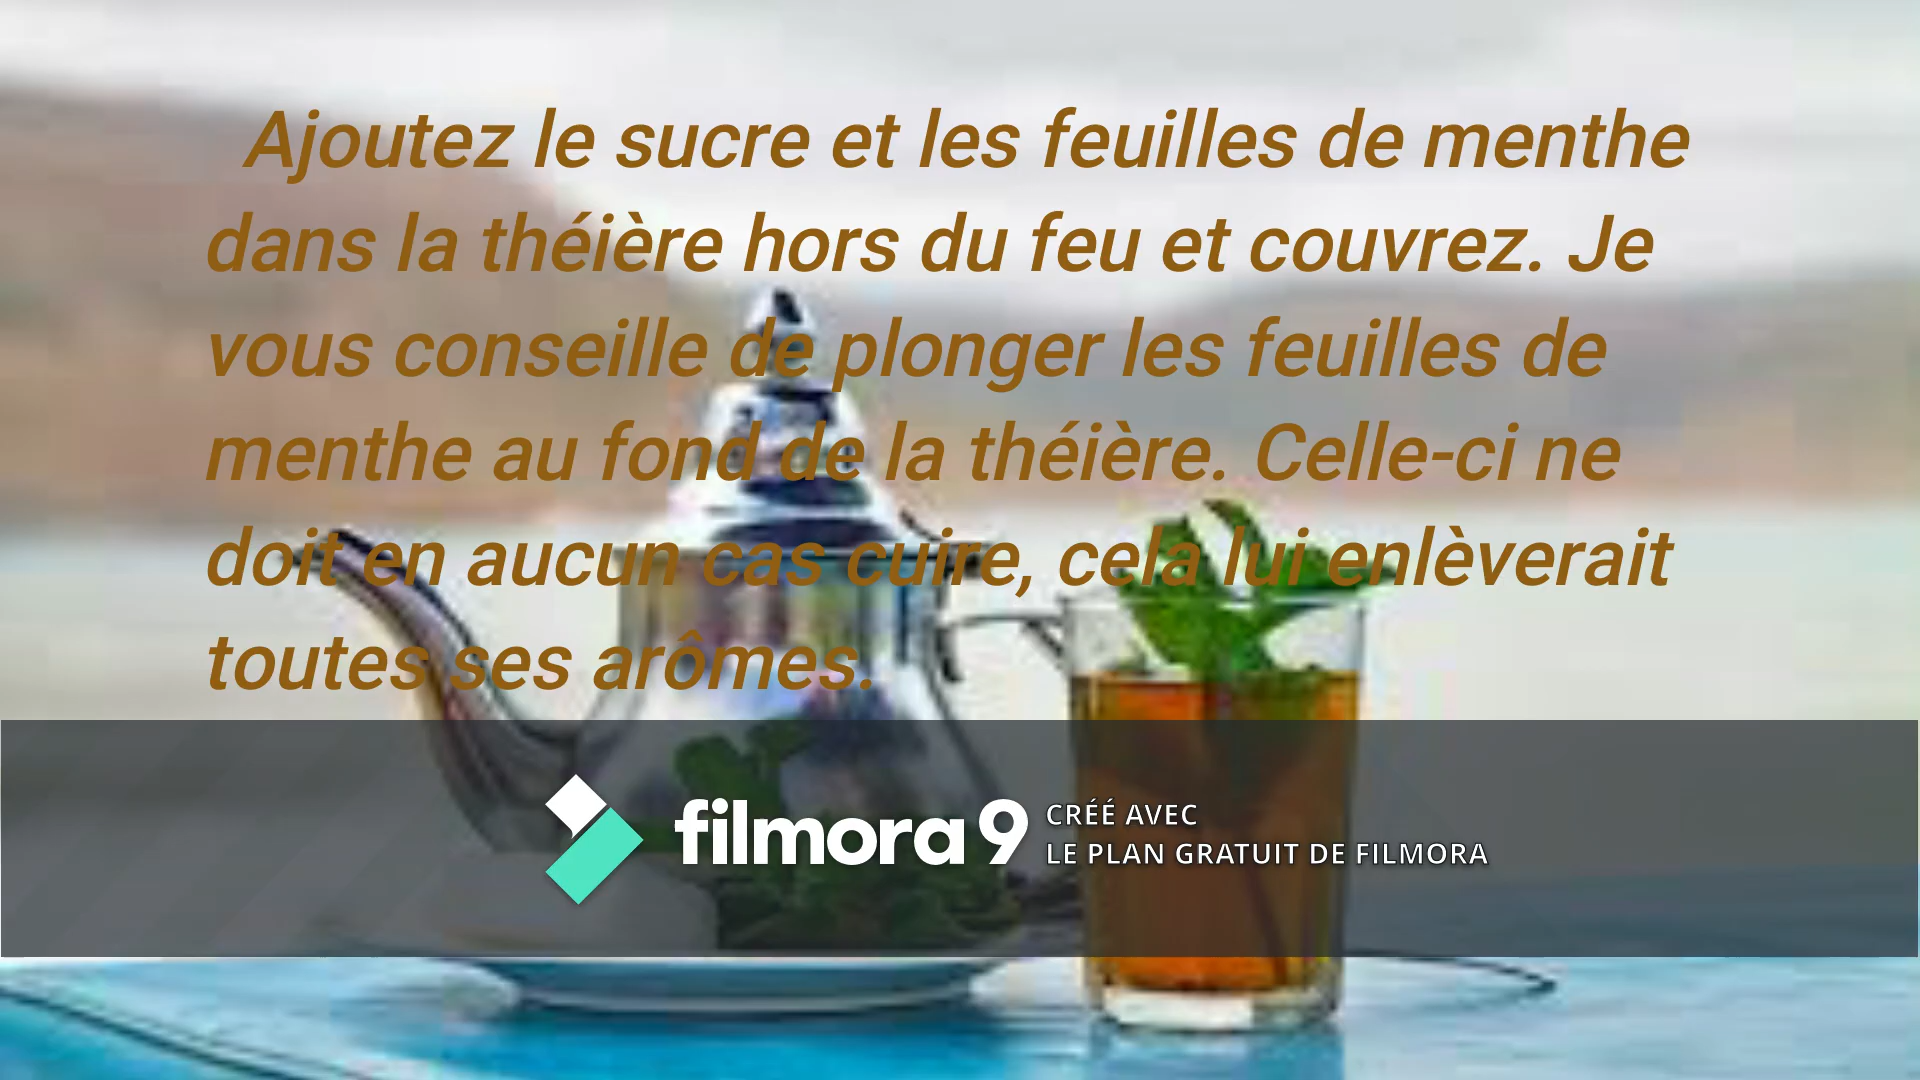 Ajoutez le sucre et les feuilles de menthe
dans la théière hors du feu et couvrez. Je
vous conseille de plonger les feuilles de
menthe au fond de la théière. Celle-ci ne
doit en aucun cas cuire, cela lui enlèverait
toutes ses arômes.
filmora 9
CRÉÉ AVEC
LE PLAN GRATUIT DE FILMORA